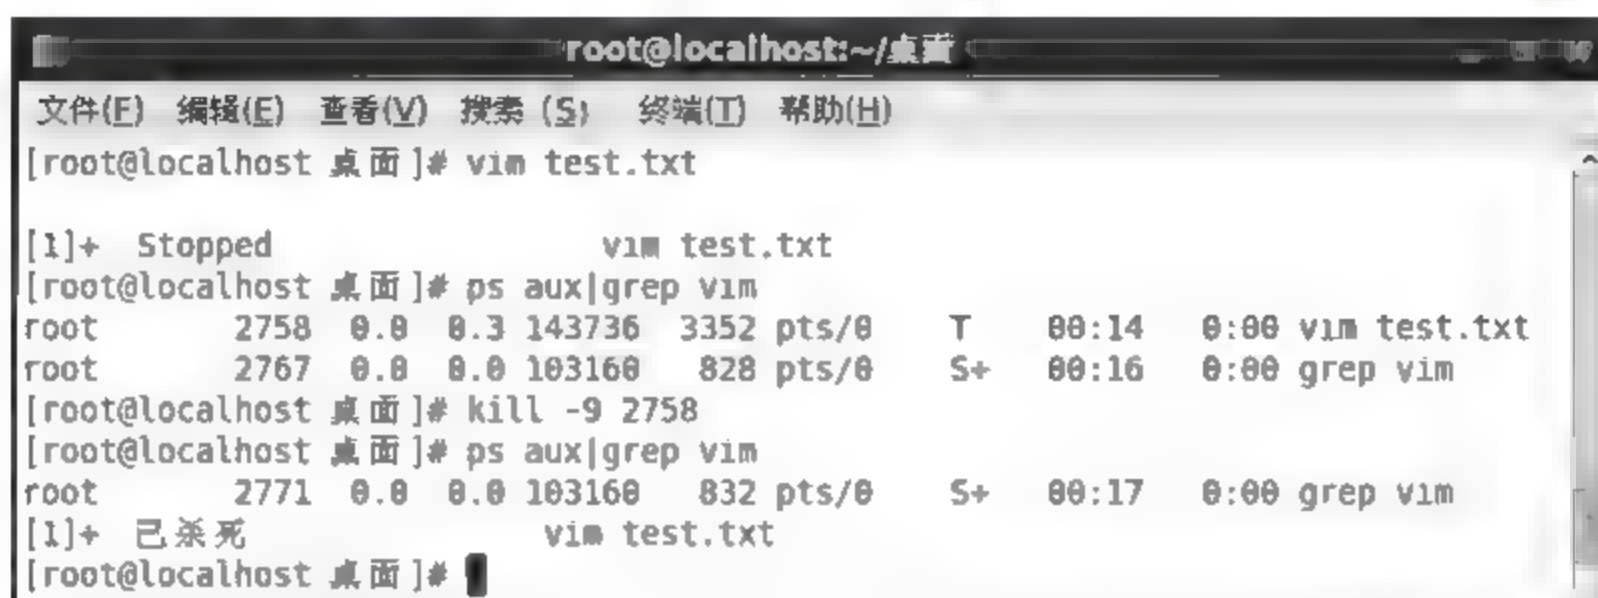 root@localhost:~/桌面
文件(F) 编辑(E) 查看(V) 搜索 (S) 终端(T) 帮助(H)
[root@localhost 桌面]# vim test.txt
[1]+  Stopped                 vim test.txt
[root@localhost 桌面]# ps aux|grep vim
root      2758  0.0  0.3 143736  3352 pts/0    T    00:14   0:00 vim test.txt
root      2767  0.0  0.0 103160   828 pts/0    S+   00:16   0:00 grep vim
[root@localhost 桌面]# kill -9 2758
[root@localhost 桌面]# ps aux|grep vim
root      2771  0.0  0.0 103160   832 pts/0    S+   00:17   0:00 grep vim
[1]+  已杀死               vim test.txt
[root@localhost 桌面]#